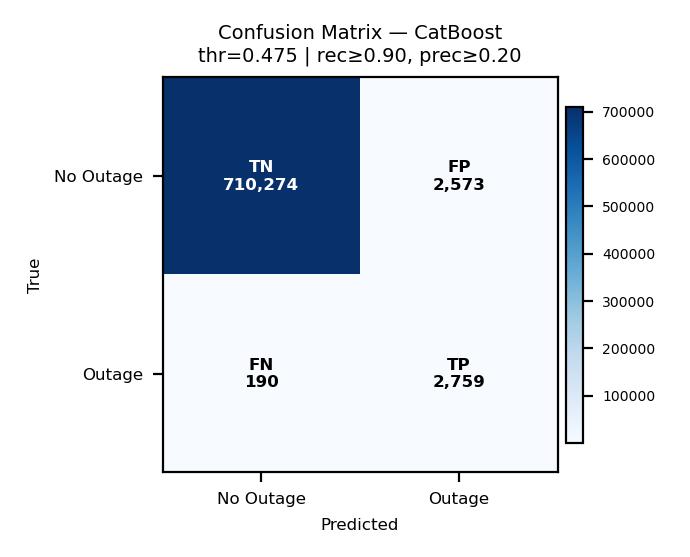 Confusion Matrix — CatBoost
thr=0.475 | rec≥0.90, prec≥0.20
No Outage
TN
710,274
FP
2,573
Outage
FN
190
TP
2,759
True
No Outage
Outage
Predicted
700000
600000
500000
400000
300000
200000
100000